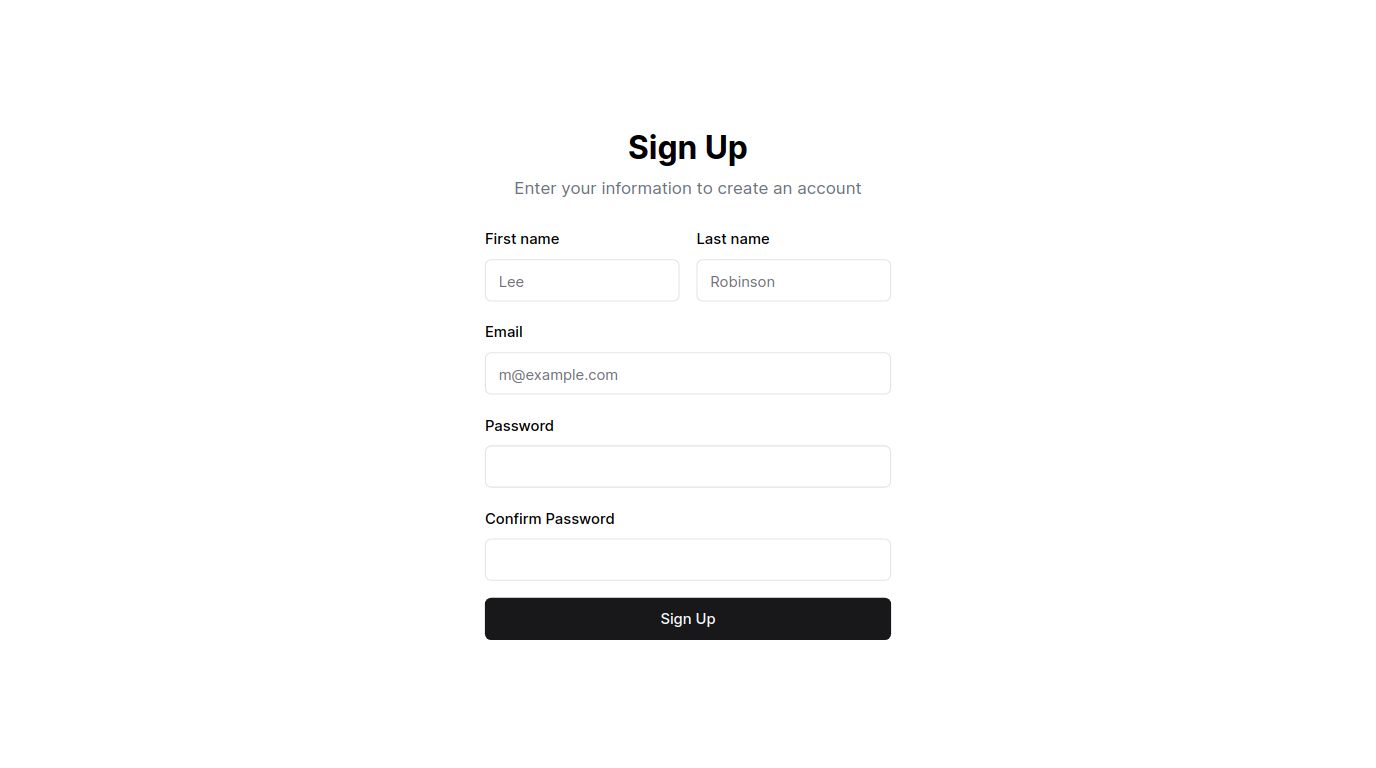 Sign Up
Enter your information to create an account
First name Last name
Lee Robinson
Email
m@example.com
Password
Confirm Password
Sign Up